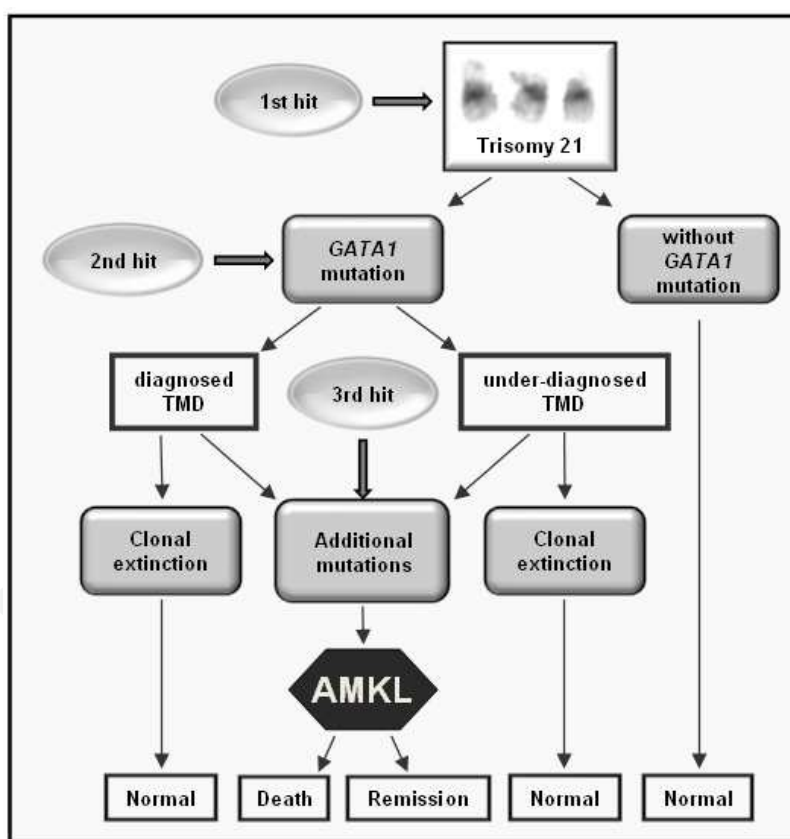 1st hit
Trisomy 21
2nd hit
GATA1
mutation
without
GATA1
mutation
diagnosed
TMD
3rd hit
under-diagnosed
TMD
Clonal
extinction
Additional
mutations
Clonal
extinction
AMKL
Normal
Death
Remission
Normal
Normal